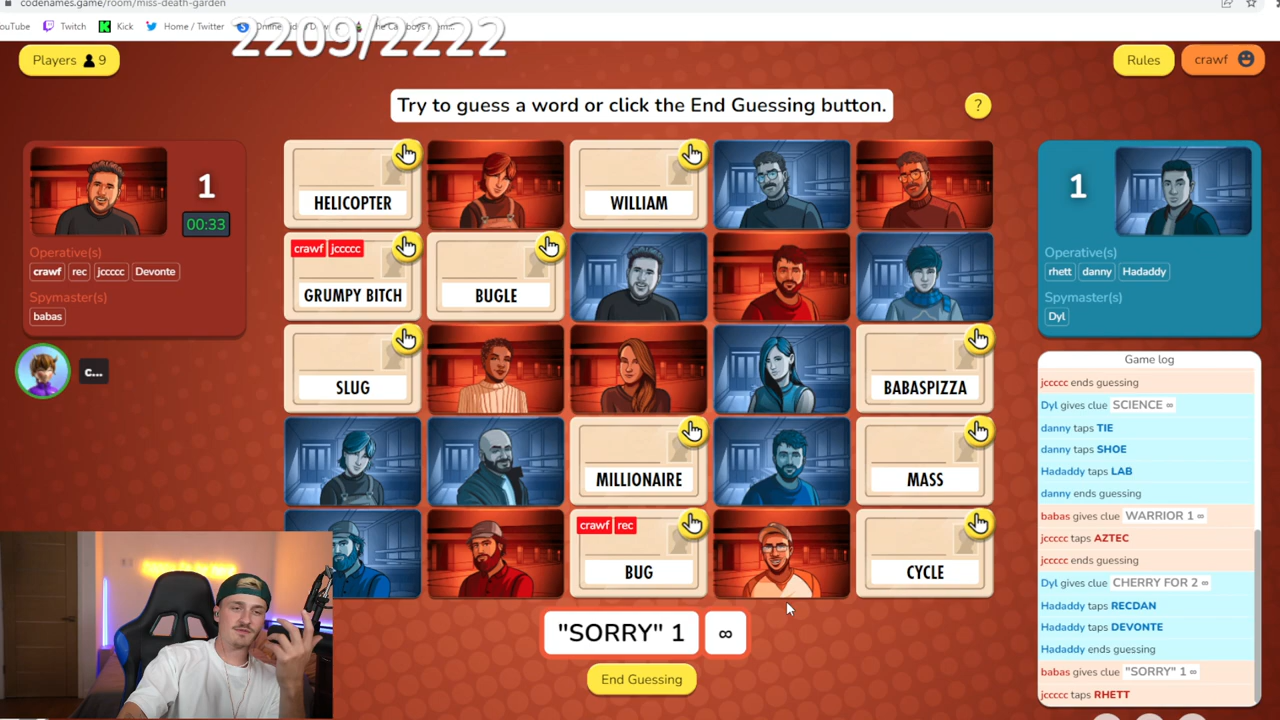 codenames.game/room/miss-death-garden
YouTube Twitch Kick Home / Twitter
2209/2222
Players 9
Rules
crawf
Try to guess a word or click the End Guessing button.
?
1
00:33
Operative(s)
crawf rec jccccc Devonte
Spymaster(s)
babas
c...
HELICOPTER
WILLIAM
crawf jccccc
GRUMPY BITCH
BUGLE
SLUG
BABASPIZZA
MILLIONAIRE
MASS
crawf rec
BUG
CYCLE
"SORRY" 1
∞
End Guessing
1
Operative(s)
rhett danny Hadaddy
Spymaster(s)
Dyl
Game log
jccccc ends guessing
Dyl gives clue SCIENCE ∞
danny taps TIE
danny taps SHOE
Hadaddy taps LAB
danny ends guessing
babas gives clue WARRIOR 1 ∞
jccccc taps AZTEC
jccccc ends guessing
Dyl gives clue CHERRY FOR 2 ∞
Hadaddy taps RECDAN
Hadaddy taps DEVONTE
Hadaddy ends guessing
babas gives clue "SORRY" 1 ∞
jccccc taps RHETT